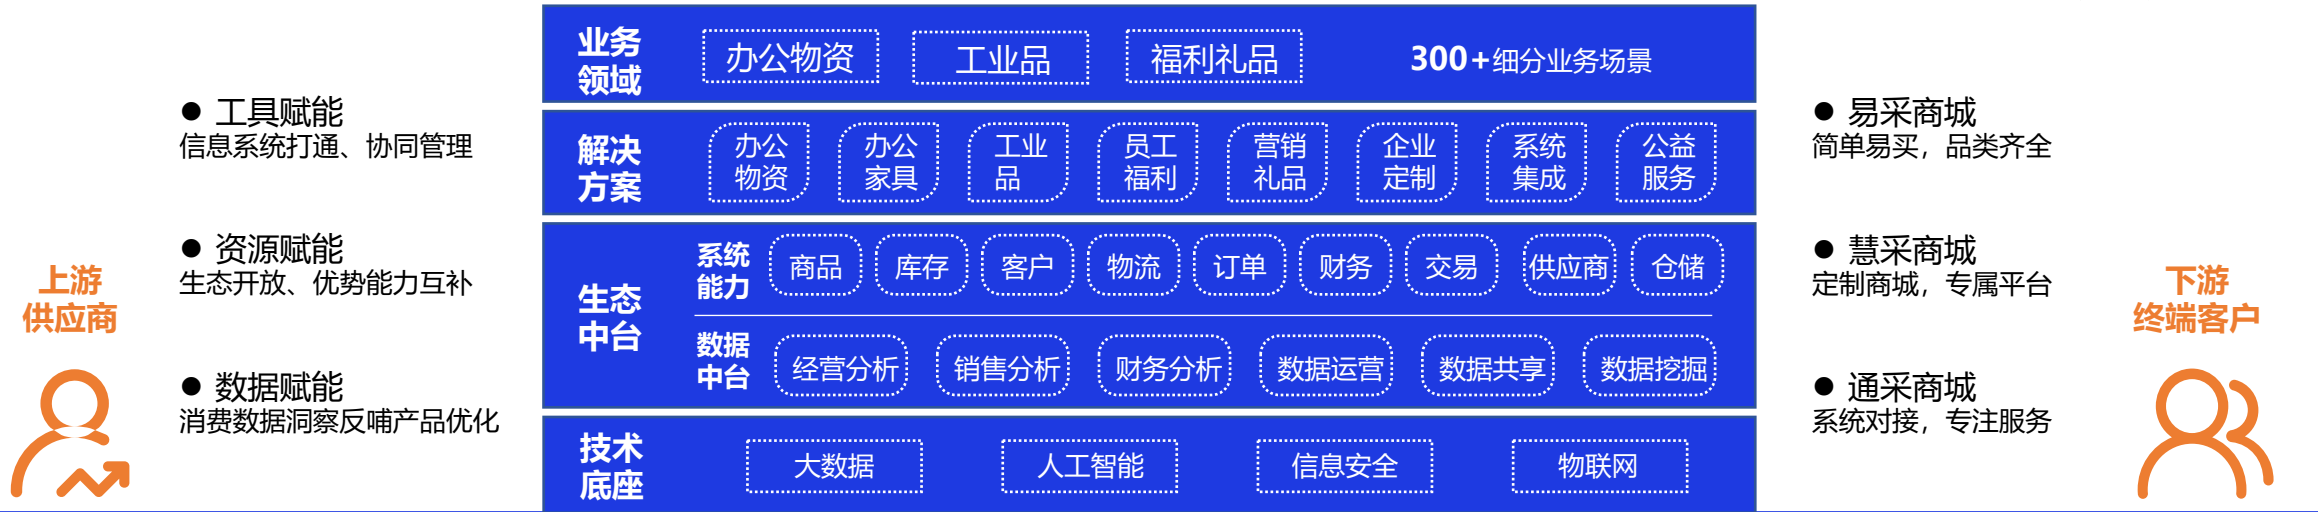 上游
供应商
● 工具赋能
信息系统打通、协同管理
● 资源赋能
生态开放、优势能力互补
● 数据赋能
消费数据洞察反哺产品优化
业务
领域
办公物资
工业品
福利礼品
300+细分业务场景
解决
方案
办公
物资
办公
家具
工业
品
员工
福利
营销
礼品
企业
定制
系统
集成
公益
服务
生态
中台
系统
能力
商品
库存
客户
物流
订单
财务
交易
供应商
仓储
数据
中台
经营分析
销售分析
财务分析
数据运营
数据共享
数据挖掘
技术
底座
大数据
人工智能
信息安全
物联网
● 易采商城
简单易买，品类齐全
● 慧采商城
定制商城，专属平台
● 通采商城
系统对接，专注服务
下游
终端客户